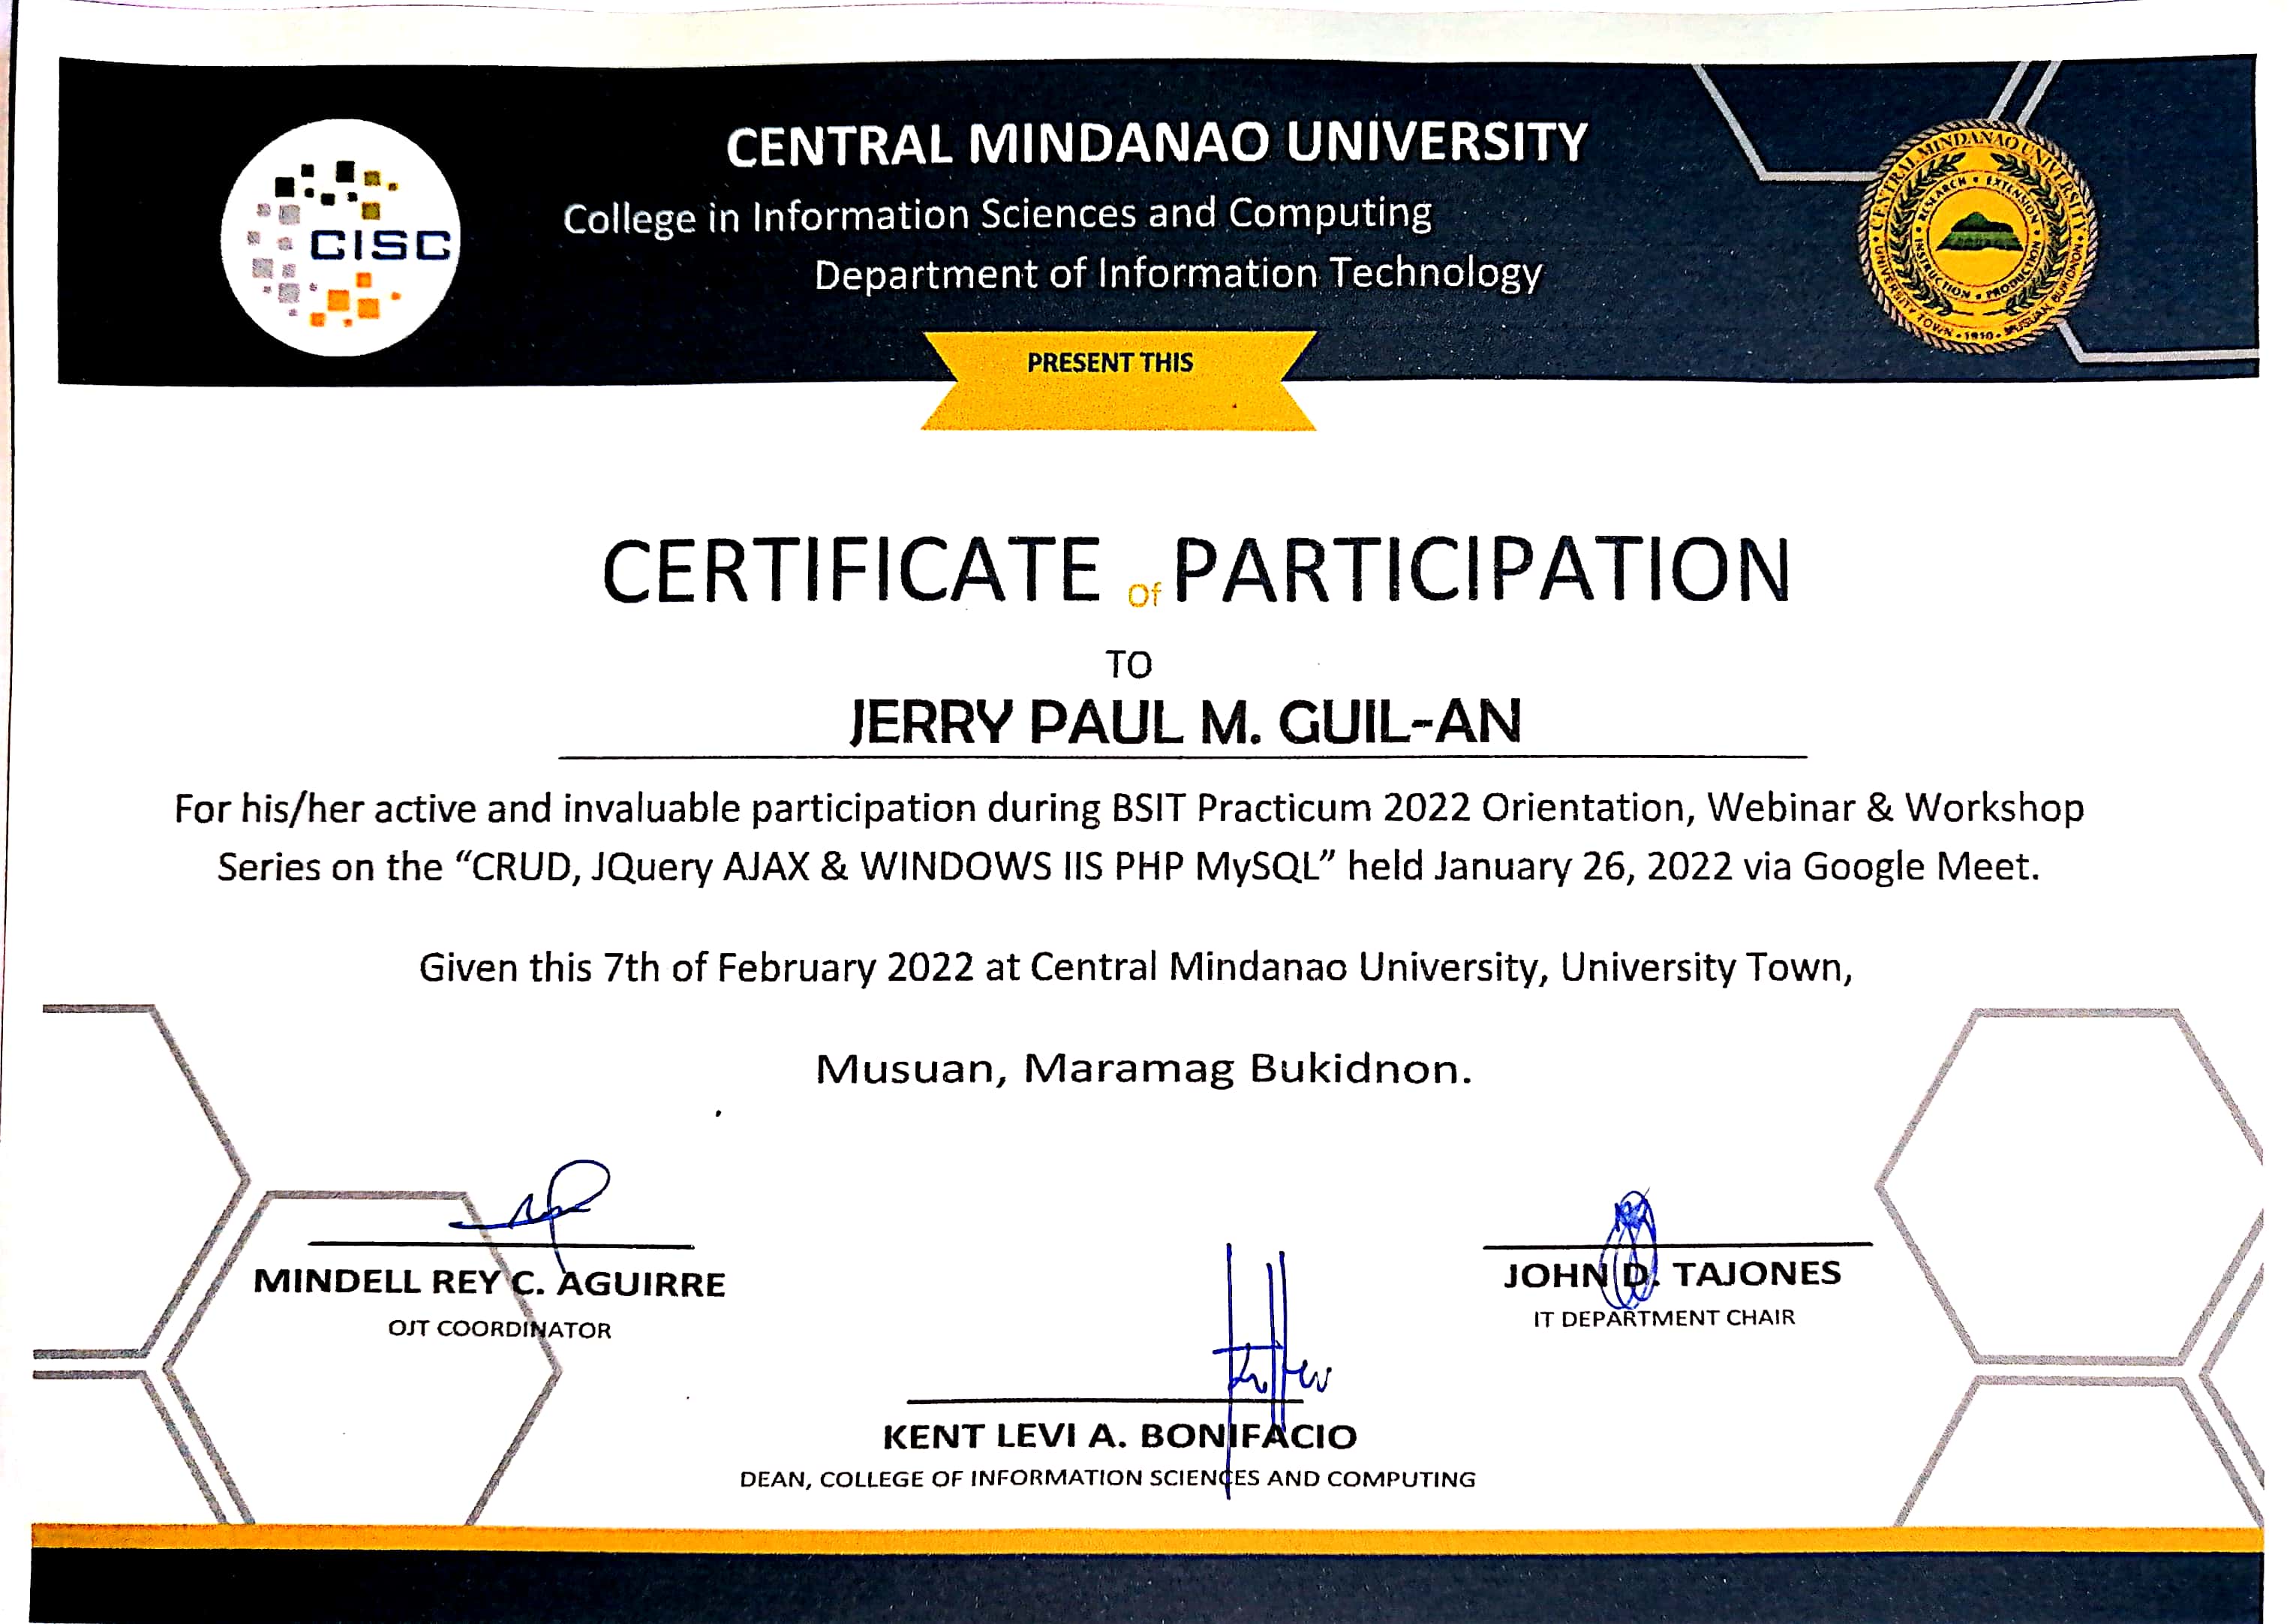 CISC
CENTRAL MINDANAO UNIVERSITY
College in Information Sciences and Computing
Department of Information Technology
CENTRAL MINDANAO UNIVERSITY
RESEARCH • EXTENSION
INSTRUCTION • PRODUCTION
UNIVERSITY TOWN • 1910 • MUSUAN, BUKIDNON
PRESENT THIS
CERTIFICATE Of PARTICIPATION
TO
JERRY PAUL M. GUIL-AN
For his/her active and invaluable participation during BSIT Practicum 2022 Orientation, Webinar & Workshop
Series on the “CRUD, JQuery AJAX & WINDOWS IIS PHP MySQL” held January 26, 2022 via Google Meet.
Given this 7th of February 2022 at Central Mindanao University, University Town,
Musuan, Maramag Bukidnon.
MINDELL REY C. AGUIRRE
OJT COORDINATOR
JOHN D. TAJONES
IT DEPARTMENT CHAIR
KENT LEVI A. BONIFACIO
DEAN, COLLEGE OF INFORMATION SCIENCES AND COMPUTING